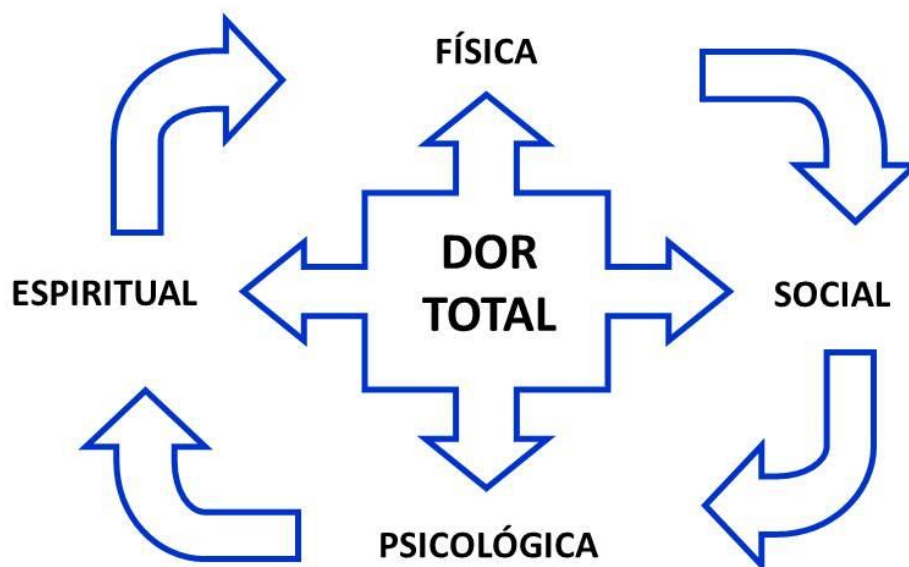 FÍSICA
DOR
TOTAL
ESPIRITUAL
SOCIAL
PSICOLÓGICA